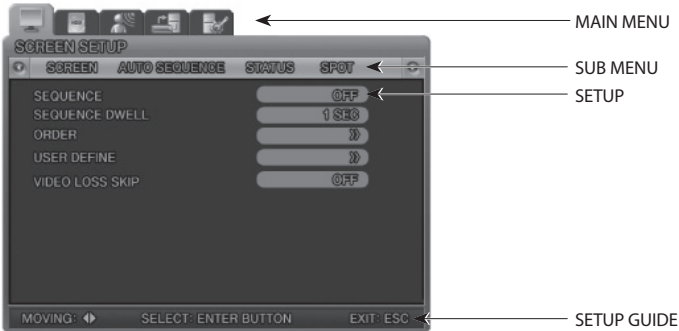 MAIN MENU
SCREEN SETUP
SCREEN AUTO SEQUENCE STATUS SPOT SUB MENU
SEQUENCE OFF SETUP
SEQUENCE DWELL 1 SEC
ORDER »
USER DEFINE »
VIDEO LOSS SKIP OFF
MOVING: SELECT: ENTER BUTTON EXIT: ESC SETUP GUIDE